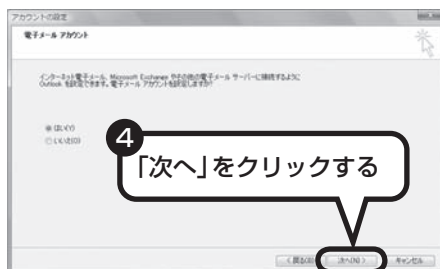 アカウントの設定
電子メール アカウント
インターネット電子メール、Microsoft Exchange やその他の電子メール サーバーに接続するように
Outlook を設定できます。電子メール アカウントを設定しますか?
はい(Y)
いいえ(O)
4
「次へ」をクリックする
< 戻る(B)
次へ(N) >
キャンセル